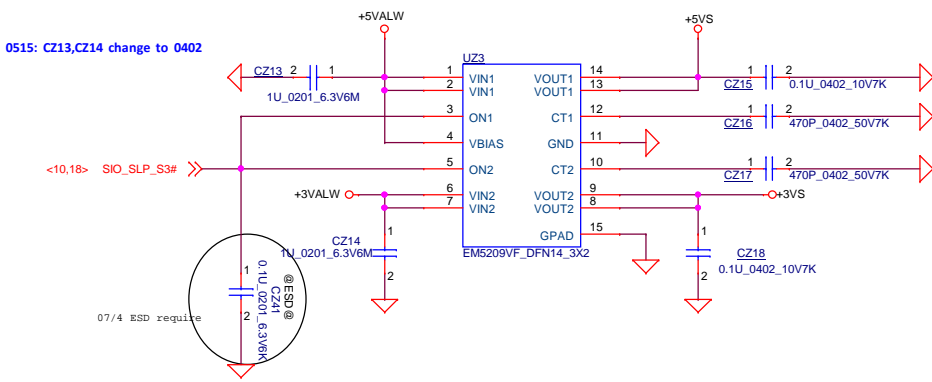 +5VALW
+5VS
0515: CZ13,CZ14 change to 0402
UZ3
CZ13 2 1
1U_0201_6.3V6M
1 VIN1
2 VIN1
3 ON1
4 VBIAS
5 ON2
6 VIN2
7 VIN2
VOUT1 14
VOUT1 13
CT1 12
GND 11
CT2 10
VOUT2 9
VOUT2 8
GPAD 15
EM5209VF_DFN14_3X2
1 2
CZ15 0.1U_0402_10V7K
1 2
CZ16 470P_0402_50V7K
1 2
CZ17 470P_0402_50V7K
<10,18> SIO_SLP_S3#
+3VALW
+3VS
CZ14
1
1U_0201_6.3V6M
2
1
CZ18
0.1U_0402_10V7K
2
1
2
@ESD@
CZ41
0.1U_0201_6.3V6K
07/4 ESD require